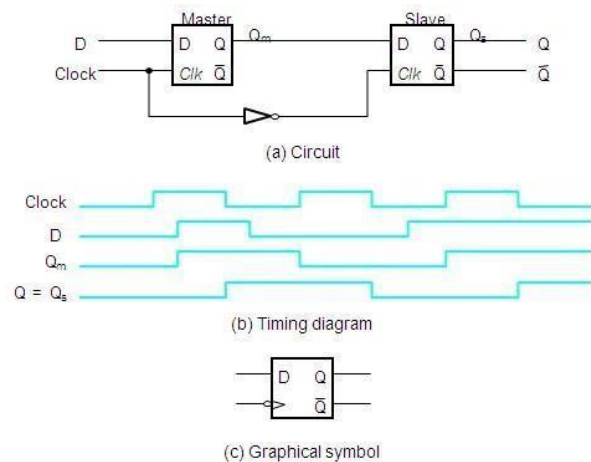 Master Slave
D D Q Qm D Q Qs Q
Clock Clk Q̅ Clk Q̅ Q̅
(a) Circuit
Clock
D
Qm
Q = Qs
(b) Timing diagram
D Q
Q̅
(c) Graphical symbol